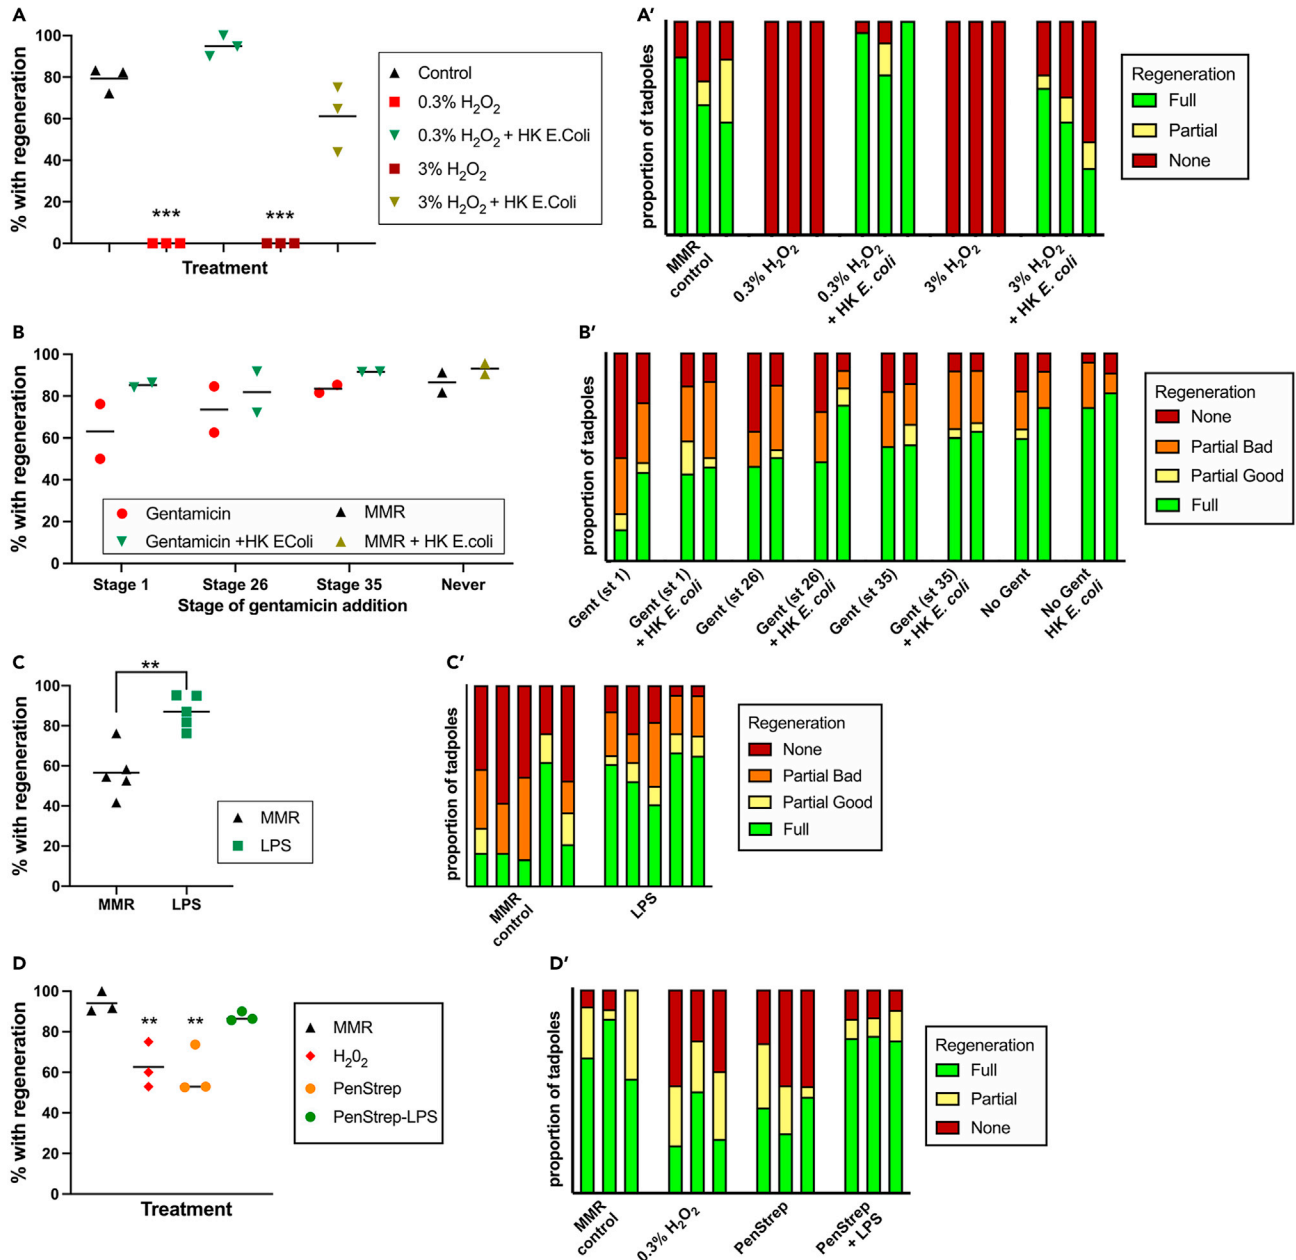 A
% with regeneration
100
80
60
40
20
0
***
***
Treatment
Control
0.3% H₂O₂
0.3% H₂O₂ + HK E.Coli
3% H₂O₂
3% H₂O₂ + HK E.Coli
A′
proportion of tadpoles
MMR
control
0.3% H₂O₂
0.3% H₂O₂
+ HK E. coli
3% H₂O₂
3% H₂O₂
+ HK E. coli
Regeneration
Full
Partial
None
B
% with regeneration
100
80
60
40
20
0
Gentamicin
MMR
Gentamicin +HK EColi
MMR + HK E.coli
Stage 1
Stage 26
Stage 35
Never
Stage of gentamicin addition
B′
proportion of tadpoles
Gent (st 1)
Gent (st 1)
+ HK E. coli
Gent (st 26)
Gent (st 26)
+ HK E. coli
Gent (st 35)
Gent (st 35)
+ HK E. coli
No Gent
No Gent
HK E. coli
Regeneration
None
Partial Bad
Partial Good
Full
C
% with regeneration
100
80
60
40
20
0
**
MMR
LPS
MMR
LPS
C′
proportion of tadpoles
MMR
control
LPS
Regeneration
None
Partial Bad
Partial Good
Full
D
% with regeneration
100
80
60
40
20
0
**
**
Treatment
MMR
H₂0₂
PenStrep
PenStrep-LPS
D′
proportion of tadpoles
MMR
control
0.3% H₂O₂
PenStrep
PenStrep
+ LPS
Regeneration
Full
Partial
None